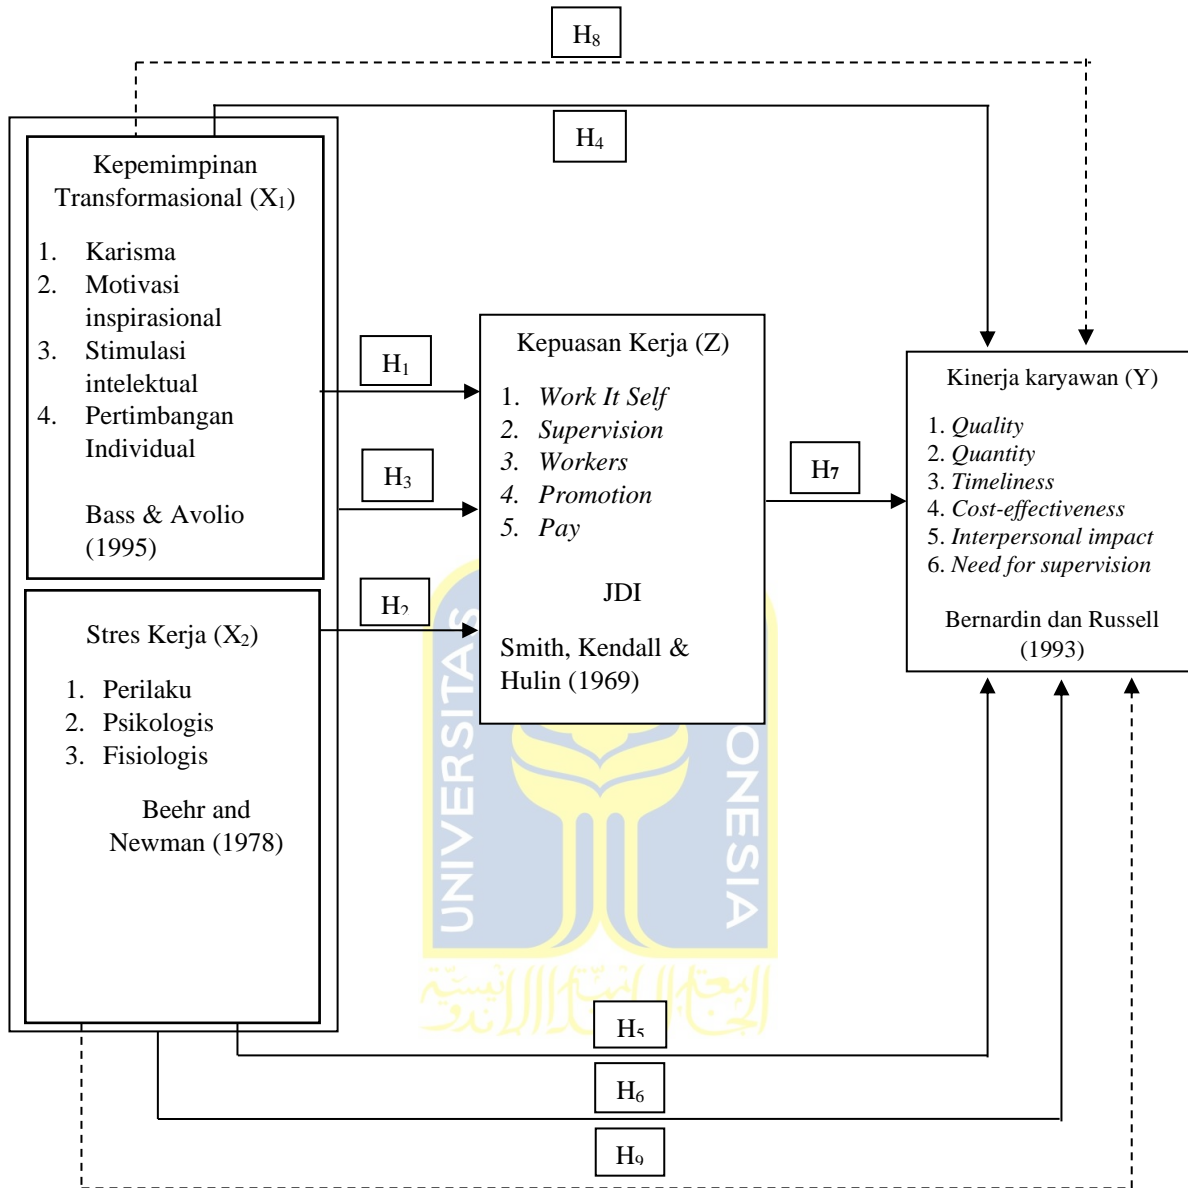 H8
H4
Kepemimpinan
Transformasional (X1)
1. Karisma
2. Motivasi
inspirasional
3. Stimulasi
intelektual
4. Pertimbangan
Individual
Bass & Avolio
(1995)
H1
H3
H2
Stres Kerja (X2)
1. Perilaku
2. Psikologis
3. Fisiologis
Beehr and
Newman (1978)
Kepuasan Kerja (Z)
1. Work It Self
2. Supervision
3. Workers
4. Promotion
5. Pay
JDI
Smith, Kendall &
Hulin (1969)
H7
Kinerja karyawan (Y)
1. Quality
2. Quantity
3. Timeliness
4. Cost-effectiveness
5. Interpersonal impact
6. Need for supervision
Bernardin dan Russell
(1993)
UNIVERSITAS
ONESIA
H5
H6
H9